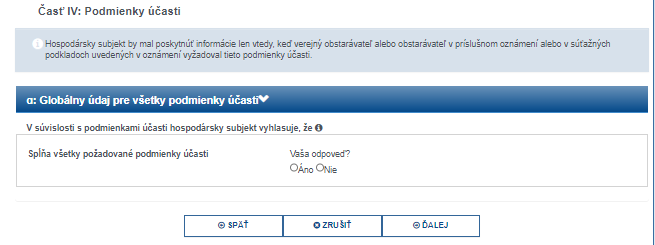 Časť IV: Podmienky účasti
Hospodársky subjekt by mal poskytnúť informácie len vtedy, keď verejný obstarávateľ alebo obstarávateľ v príslušnom oznámení alebo v súťažných
podkladoch uvedených v oznámení vyžadoval tieto podmienky účasti.
α: Globálny údaj pre všetky podmienky účasti
V súvislosti s podmienkami účasti hospodársky subjekt vyhlasuje, že
Spĺňa všetky požadované podmienky účasti
Vaša odpoveď?
Áno Nie
SPÄŤ ZRUŠIŤ ĎALEJ